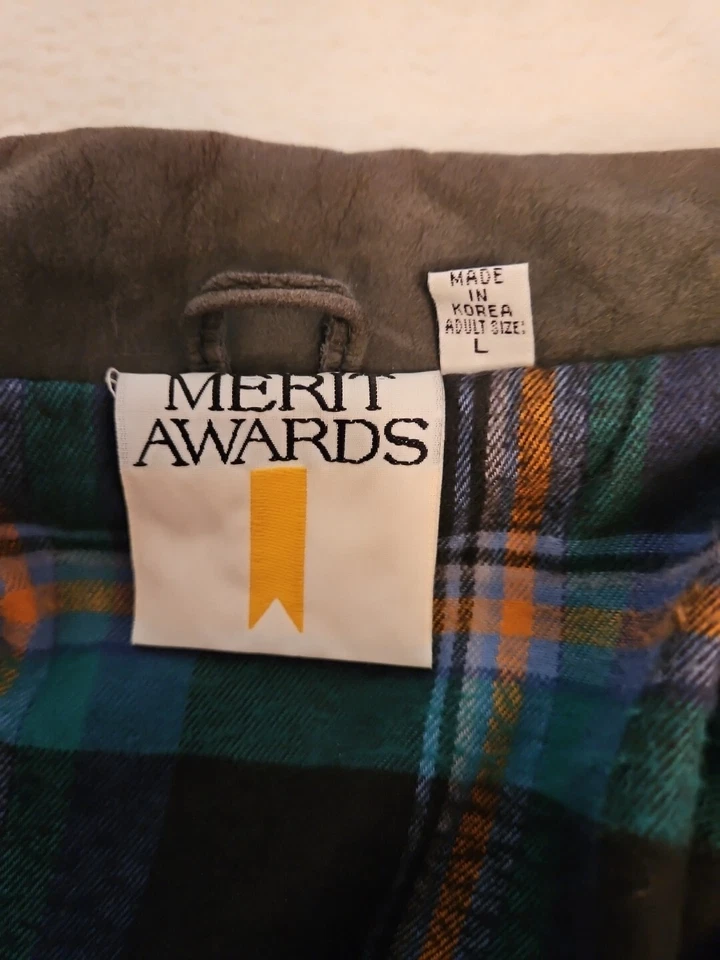 MADE
IN
KOREA
ADULT SIZE:
L
MERIT
AWARDS